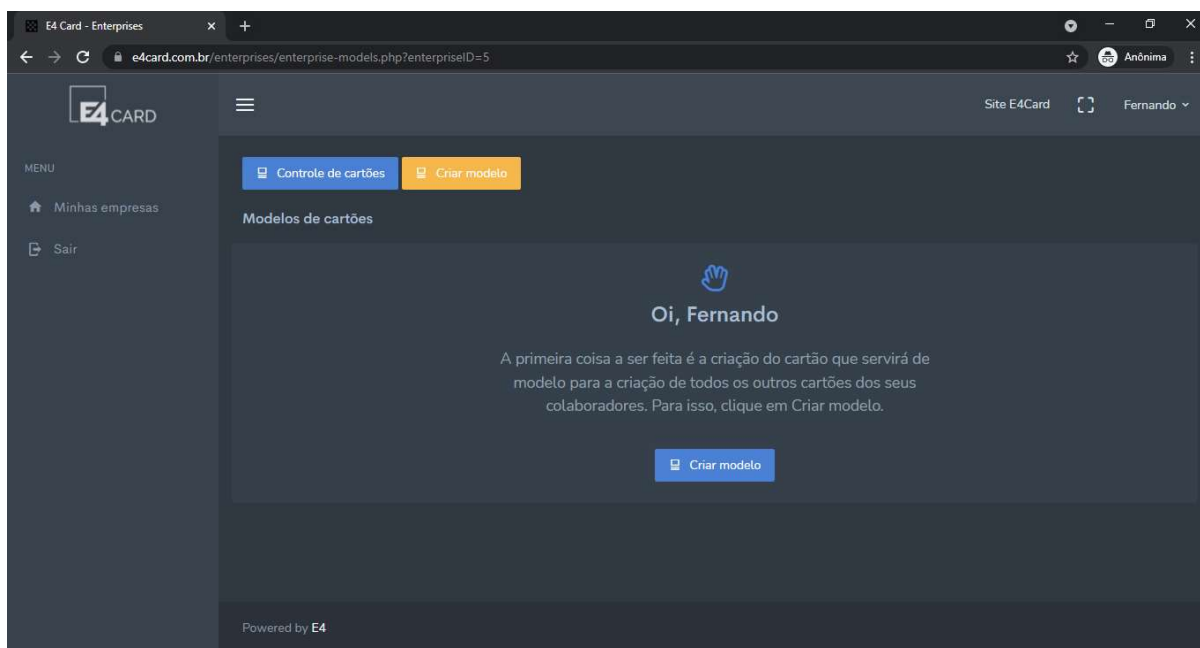 E4 Card - Enterprises
e4card.com.br/enterprises/enterprise-models.php?enterpriseID=5
Anônima
E4 CARD
Site E4Card
Fernando
MENU
Minhas empresas
Sair
Controle de cartões
Criar modelo
Modelos de cartões
Oi, Fernando
A primeira coisa a ser feita é a criação do cartão que servirá de
modelo para a criação de todos os outros cartões dos seus
colaboradores. Para isso, clique em Criar modelo.
Criar modelo
Powered by E4